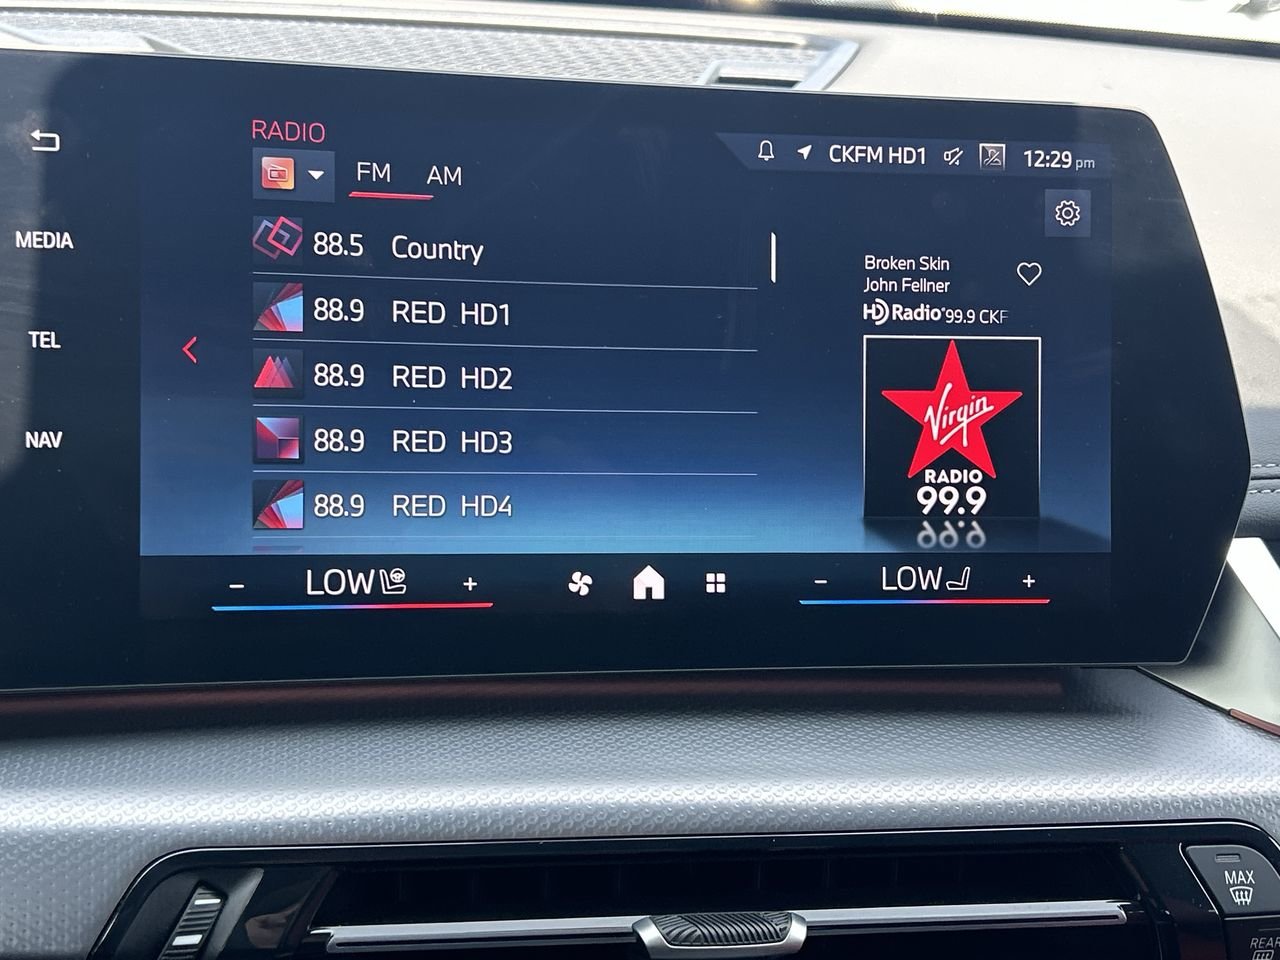 RADIO
FM AM
CKFM HD1 12:29 pm
MEDIA
TEL
NAV
88.5 Country
88.9 RED HD1
88.9 RED HD2
88.9 RED HD3
88.9 RED HD4
Broken Skin
John Fellner
HD Radio® 99.9 CKF
Virgin
RADIO
99.9
- LOW +
- LOW +
MAX
REAR